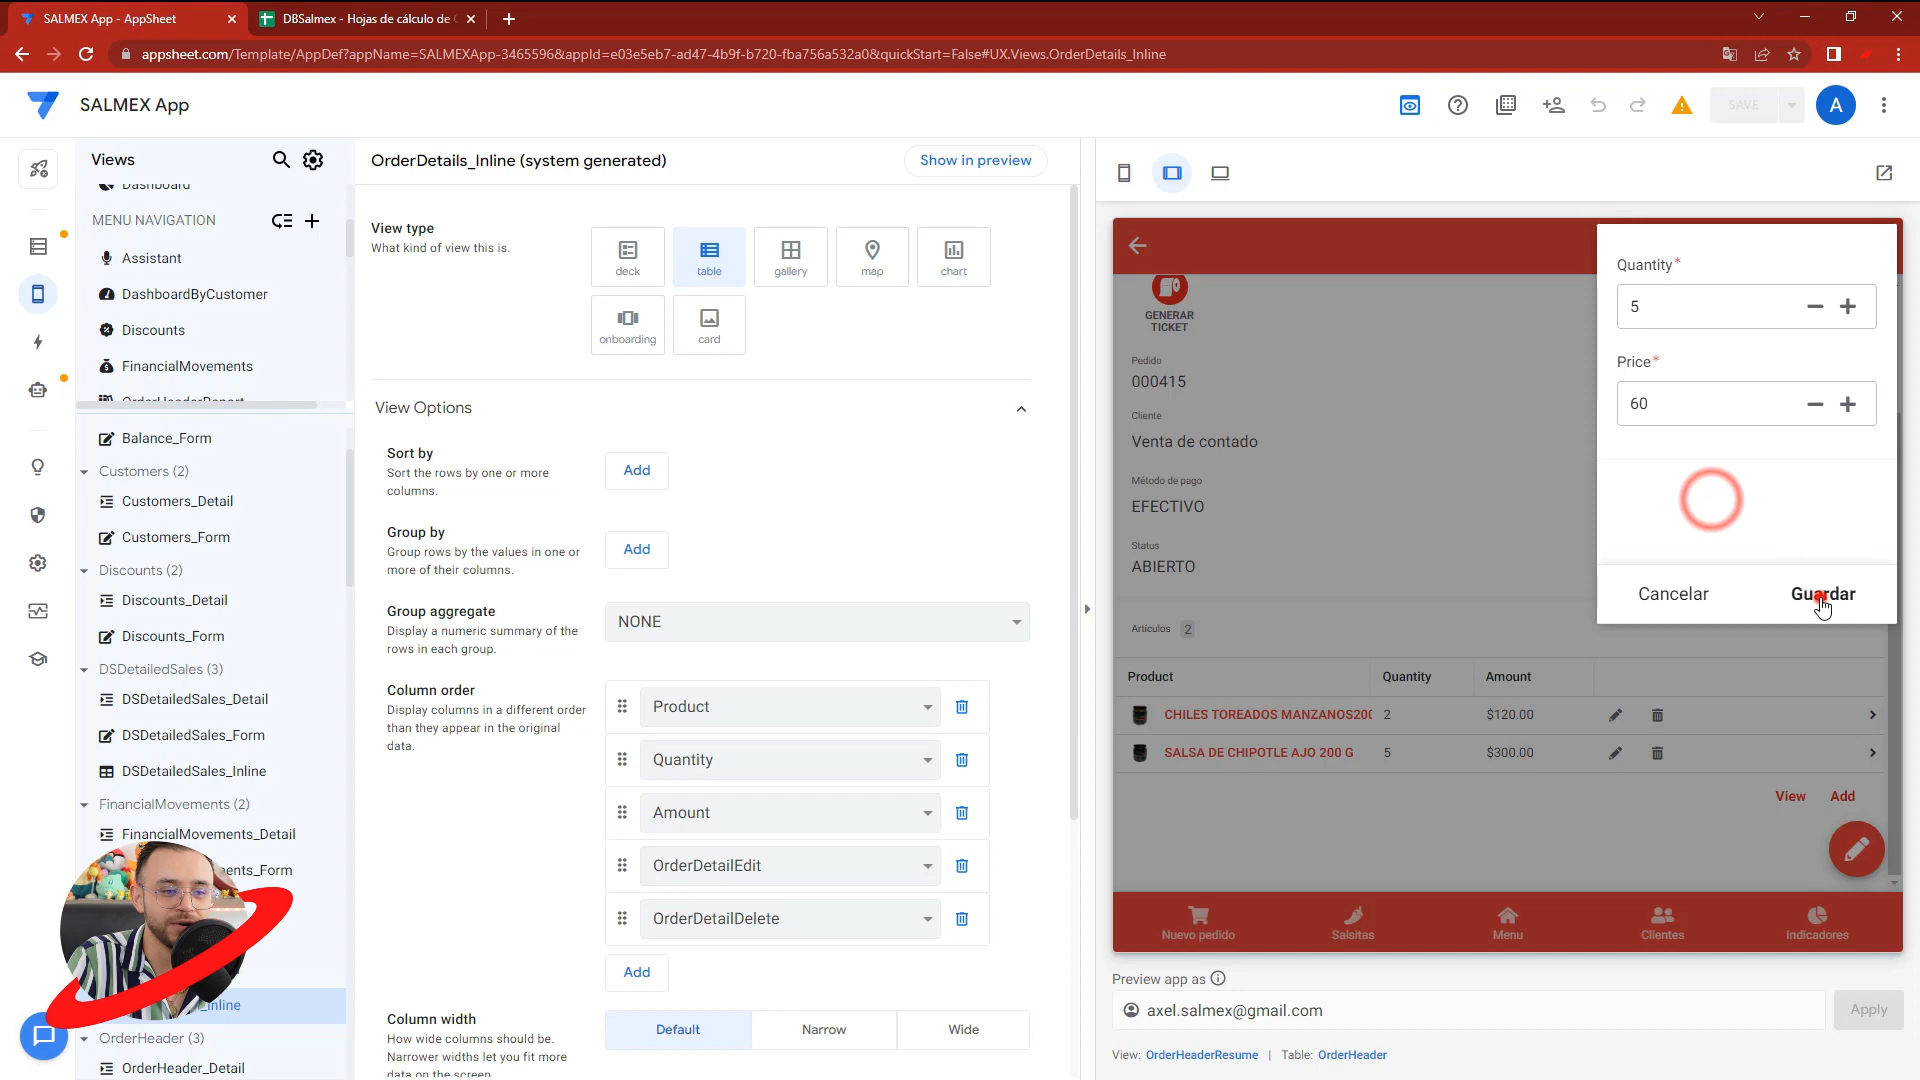 SALMEX App - AppSheet
DBSalmex - Hojas de cálculo de
appsheet.com/Template/AppDef?appName=SALMEXApp-3465596&appId=e03e5eb7-ad47-4b9f-b720-fba756a532a0&quickStart=False#UX.Views.OrderDetails_Inline
SALMEX App
SAVE
A
Views
Dashboard
MENU NAVIGATION
Assistant
DashboardByCustomer
Discounts
FinancialMovements
OrderHeaderReport
Balance_Form
Customers (2)
Customers_Detail
Customers_Form
Discounts (2)
Discounts_Detail
Discounts_Form
DSDetailedSales (3)
DSDetailedSales_Detail
DSDetailedSales_Form
DSDetailedSales_Inline
FinancialMovements (2)
FinancialMovements_Detail
ments_Form
_Inline
OrderHeader (3)
OrderHeader_Detail
OrderDetails_Inline (system generated)
Show in preview
View type
What kind of view this is.
deck
table
gallery
map
chart
onboarding
card
View Options
Sort by
Sort the rows by one or more
columns.
Add
Group by
Group rows by the values in one or
more of their columns.
Add
Group aggregate
Display a numeric summary of the
rows in each group.
NONE
Column order
Display columns in a different order
than they appear in the original
data.
Product
Quantity
Amount
OrderDetailEdit
OrderDetailDelete
Add
Column width
How wide columns should be.
Narrower widths let you fit more
data on the screen
Default
Narrow
Wide
GENERAR
TICKET
Pedido
000415
Cliente
Venta de contado
Método de pago
EFECTIVO
Status
ABIERTO
Artículos 2
Product Quantity Amount
CHILES TOREADOS MANZANOS200 2 $120.00
SALSA DE CHIPOTLE AJO 200 G 5 $300.00
View Add
Quantity*
5
Price*
60
Cancelar
Guardar
Nuevo pedido
Salsitas
Menu
Clientes
Indicadores
Preview app as
axel.salmex@gmail.com
Apply
View: OrderHeaderResume | Table: OrderHeader